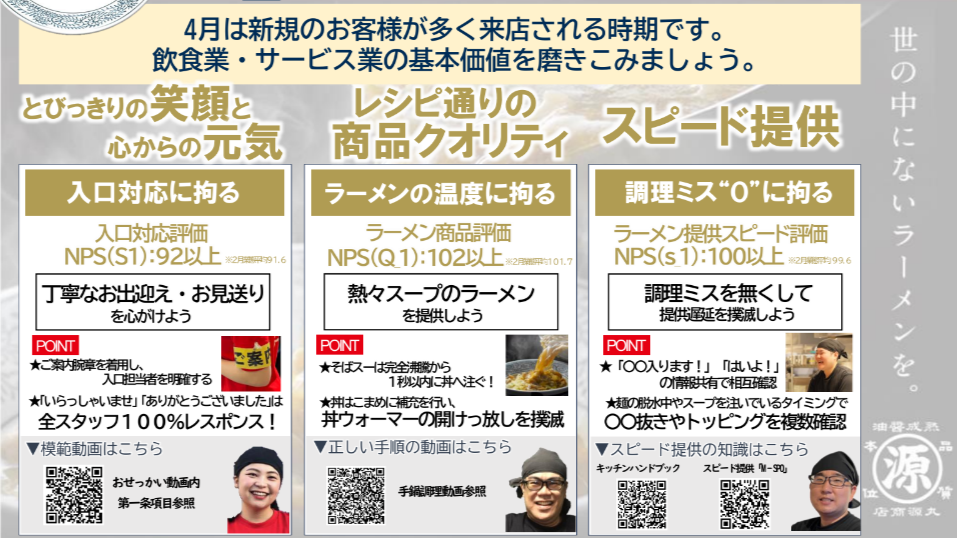 4月は新規のお客様が多く来店される時期です。
飲食業・サービス業の基本価値を磨きこみましょう。
とびっきりの笑顔と
心からの元気
入口対応に拘る
入口対応評価
NPS(S1):92以上 ※2月業態平均91.6
丁寧なお出迎え・お見送り
を心がけよう
POINT
★ご案内腕章を着用し、
入口担当者を明確する
ご案内
★「いらっしゃいませ」「ありがとうございました」は
全スタッフ100%レスポンス!
▼模範動画はこちら
おせっかい動画内
第一条項目参照
レシピ通りの
商品クオリティ
ラーメンの温度に拘る
ラーメン商品評価
NPS(Q_1):102以上 ※2月業態平均101.7
熱々スープのラーメン
を提供しよう
POINT
★そばスーは完全沸騰から
1秒以内に丼へ注ぐ!
★丼はこまめに補充を行い、
丼ウォーマーの開けっ放しを撲滅
▼正しい手順の動画はこちら
手鍋調理動画参照
スピード提供
調理ミス“0”に拘る
ラーメン提供スピード評価
NPS(s_1):100以上 ※2月業態平均99.6
調理ミスを無くして
提供遅延を撲滅しよう
POINT
★「〇〇入ります!」「はいよ!」
の情報共有で相互確認
★麺の脱水中やスープを注いでいるタイミングで
〇〇抜きやトッピングを複数確認
▼スピード提供の知識はこちら
キッチンハンドブック
スピード提供「M-SPO」
世の中にないラーメンを。
油醤成熟
本
品
源
位
質
店商源丸